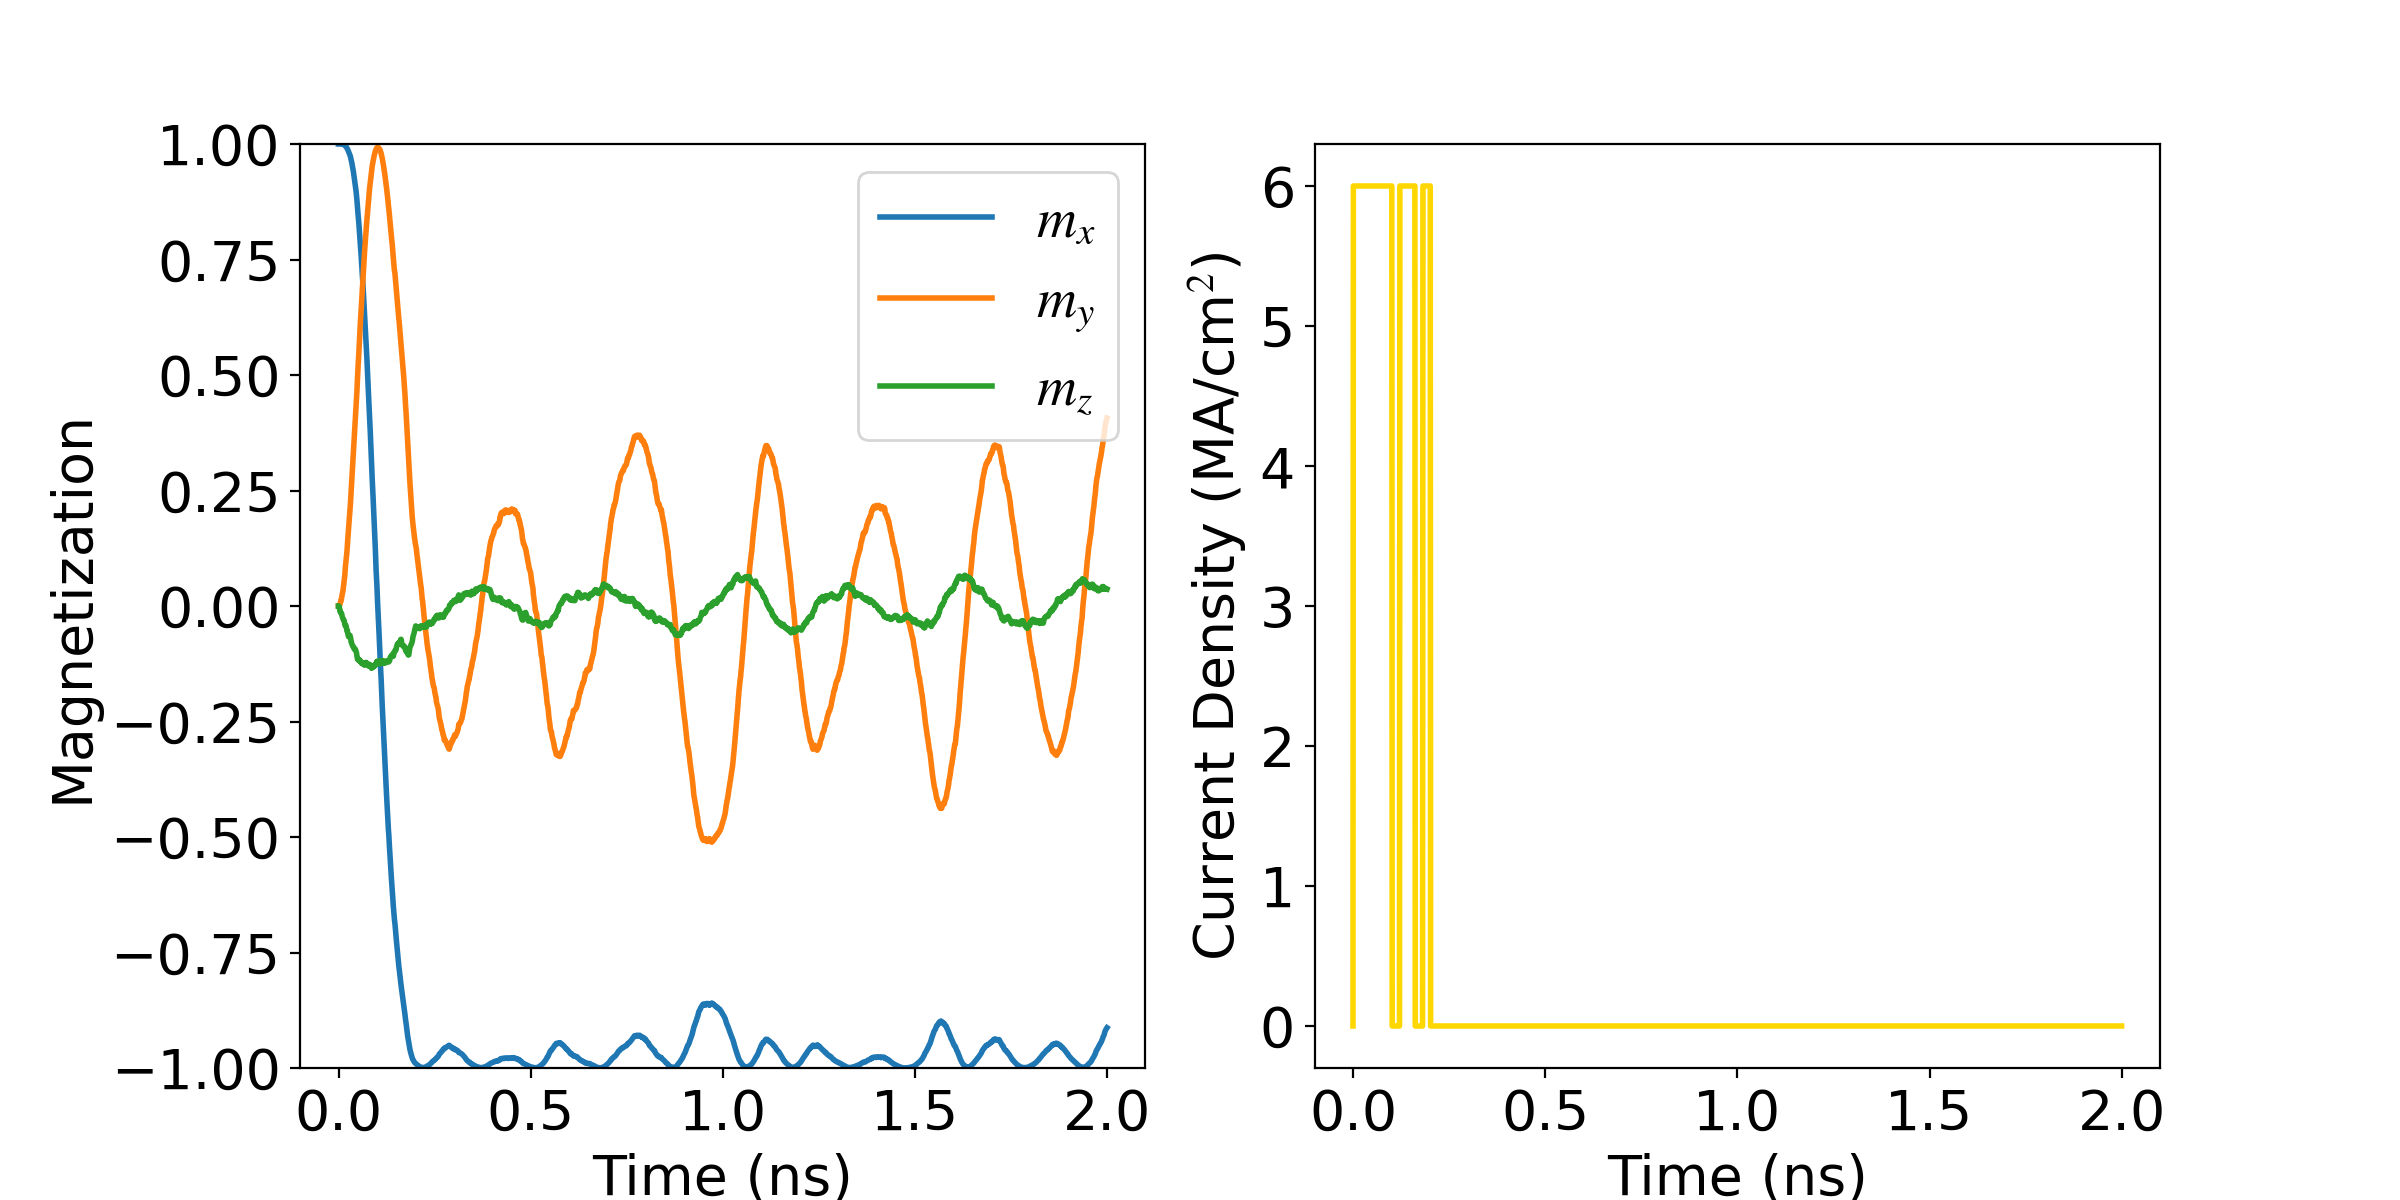 1.00
0.75
0.50
0.25
0.00
−0.25
−0.50
−0.75
−1.00
Magnetization
0.0 0.5 1.0 1.5 2.0
Time (ns)
m_x
m_y
m_z
6
5
4
3
2
1
0
Current Density (MA/cm²)
0.0 0.5 1.0 1.5 2.0
Time (ns)